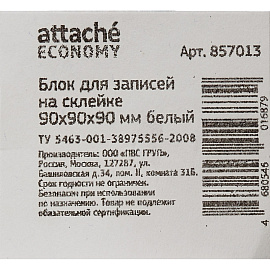 attaché
ECONOMY
Арт. 857013
Блок для записей
на склейке
90х90х90 мм белый
ТУ 5463-001-38975556-2008
Производитель: ООО «ПВС ГРУП»,
Россия, Москва, 127287, ул.
Башиловская д.34, пом. II, комната 31Б.
Срок годности не ограничен.
Безопасен при использовании
по назначению. Товар не подлежит
обязательной сертификации.
4 680546 016879